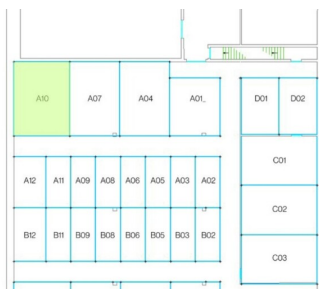 A10 A07 A04 A01 D01 D02
C01
A12 A11 A09 A08 A06 A05 A03 A02
C02
B12 B11 B09 B08 B06 B05 B03 B02
C03